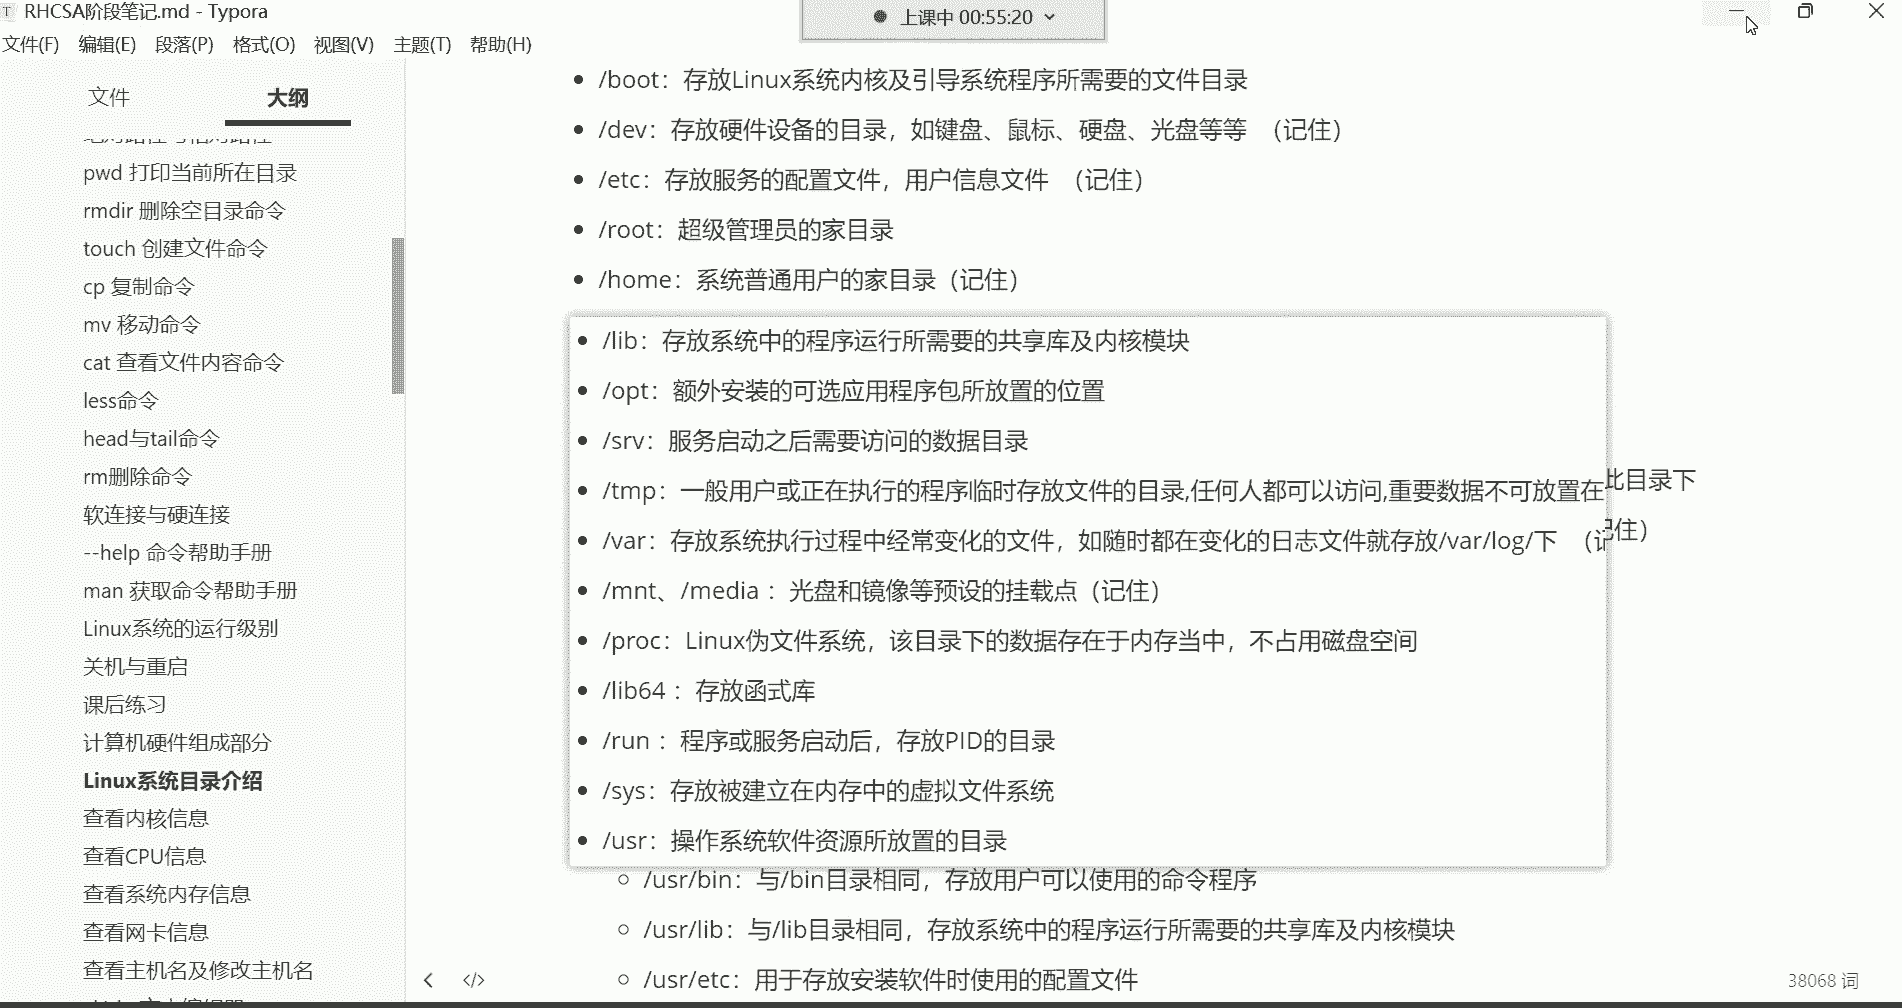 RHCSA阶段笔记.md - Typora
上课中 00:55:20
文件(F) 编辑(E) 段落(P) 格式(O) 视图(V) 主题(T) 帮助(H)
文件 大纲
pwd 打印当前所在目录
rmdir 删除空目录命令
touch 创建文件命令
cp 复制命令
mv 移动命令
cat 查看文件内容命令
less命令
head与tail命令
rm删除命令
软连接与硬连接
--help 命令帮助手册
man 获取命令帮助手册
Linux系统的运行级别
关机与重启
课后练习
计算机硬件组成部分
Linux系统目录介绍
查看内核信息
查看CPU信息
查看系统内存信息
查看网卡信息
查看主机名及修改主机名
/boot：存放Linux系统内核及引导系统程序所需要的文件目录
/dev：存放硬件设备的目录，如键盘、鼠标、硬盘、光盘等等 （记住）
/etc：存放服务的配置文件，用户信息文件 （记住）
/root：超级管理员的家目录
/home：系统普通用户的家目录（记住）
/lib：存放系统中的程序运行所需要的共享库及内核模块
/opt：额外安装的可选应用程序包所放置的位置
/srv：服务启动之后需要访问的数据目录
/tmp：一般用户或正在执行的程序临时存放文件的目录,任何人都可以访问,重要数据不可放置在此目录下
/var：存放系统执行过程中经常变化的文件，如随时都在变化的日志文件就存放/var/log/下 （记住）
/mnt、/media ：光盘和镜像等预设的挂载点（记住）
/proc：Linux伪文件系统，该目录下的数据存在于内存当中，不占用磁盘空间
/lib64 ：存放函式库
/run ：程序或服务启动后，存放PID的目录
/sys：存放被建立在内存中的虚拟文件系统
/usr：操作系统软件资源所放置的目录
/usr/bin：与/bin目录相同，存放用户可以使用的命令程序
/usr/lib：与/lib目录相同，存放系统中的程序运行所需要的共享库及内核模块
/usr/etc：用于存放安装软件时使用的配置文件
38068 词